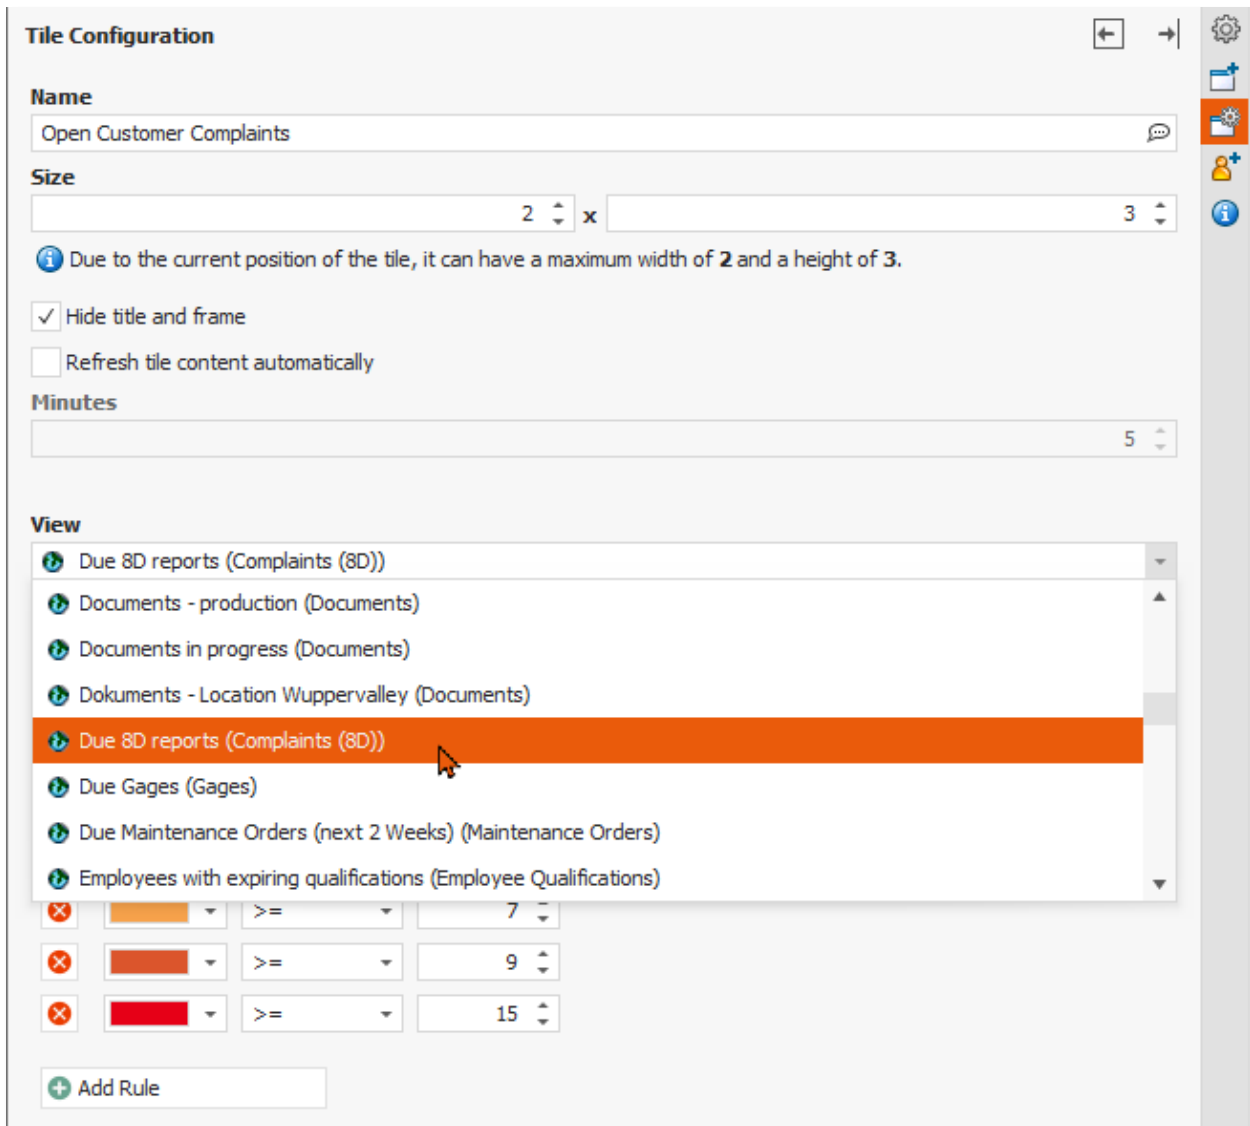 Tile Configuration
Name
Open Customer Complaints
Size
2 x 3
Due to the current position of the tile, it can have a maximum width of 2 and a height of 3.
Hide title and frame
Refresh tile content automatically
Minutes
5
View
Due 8D reports (Complaints (8D))
Documents - production (Documents)
Documents in progress (Documents)
Dokuments - Location Wuppervalley (Documents)
Due 8D reports (Complaints (8D))
Due Gages (Gages)
Due Maintenance Orders (next 2 Weeks) (Maintenance Orders)
Employees with expiring qualifications (Employee Qualifications)
>= 7
>= 9
>= 15
Add Rule